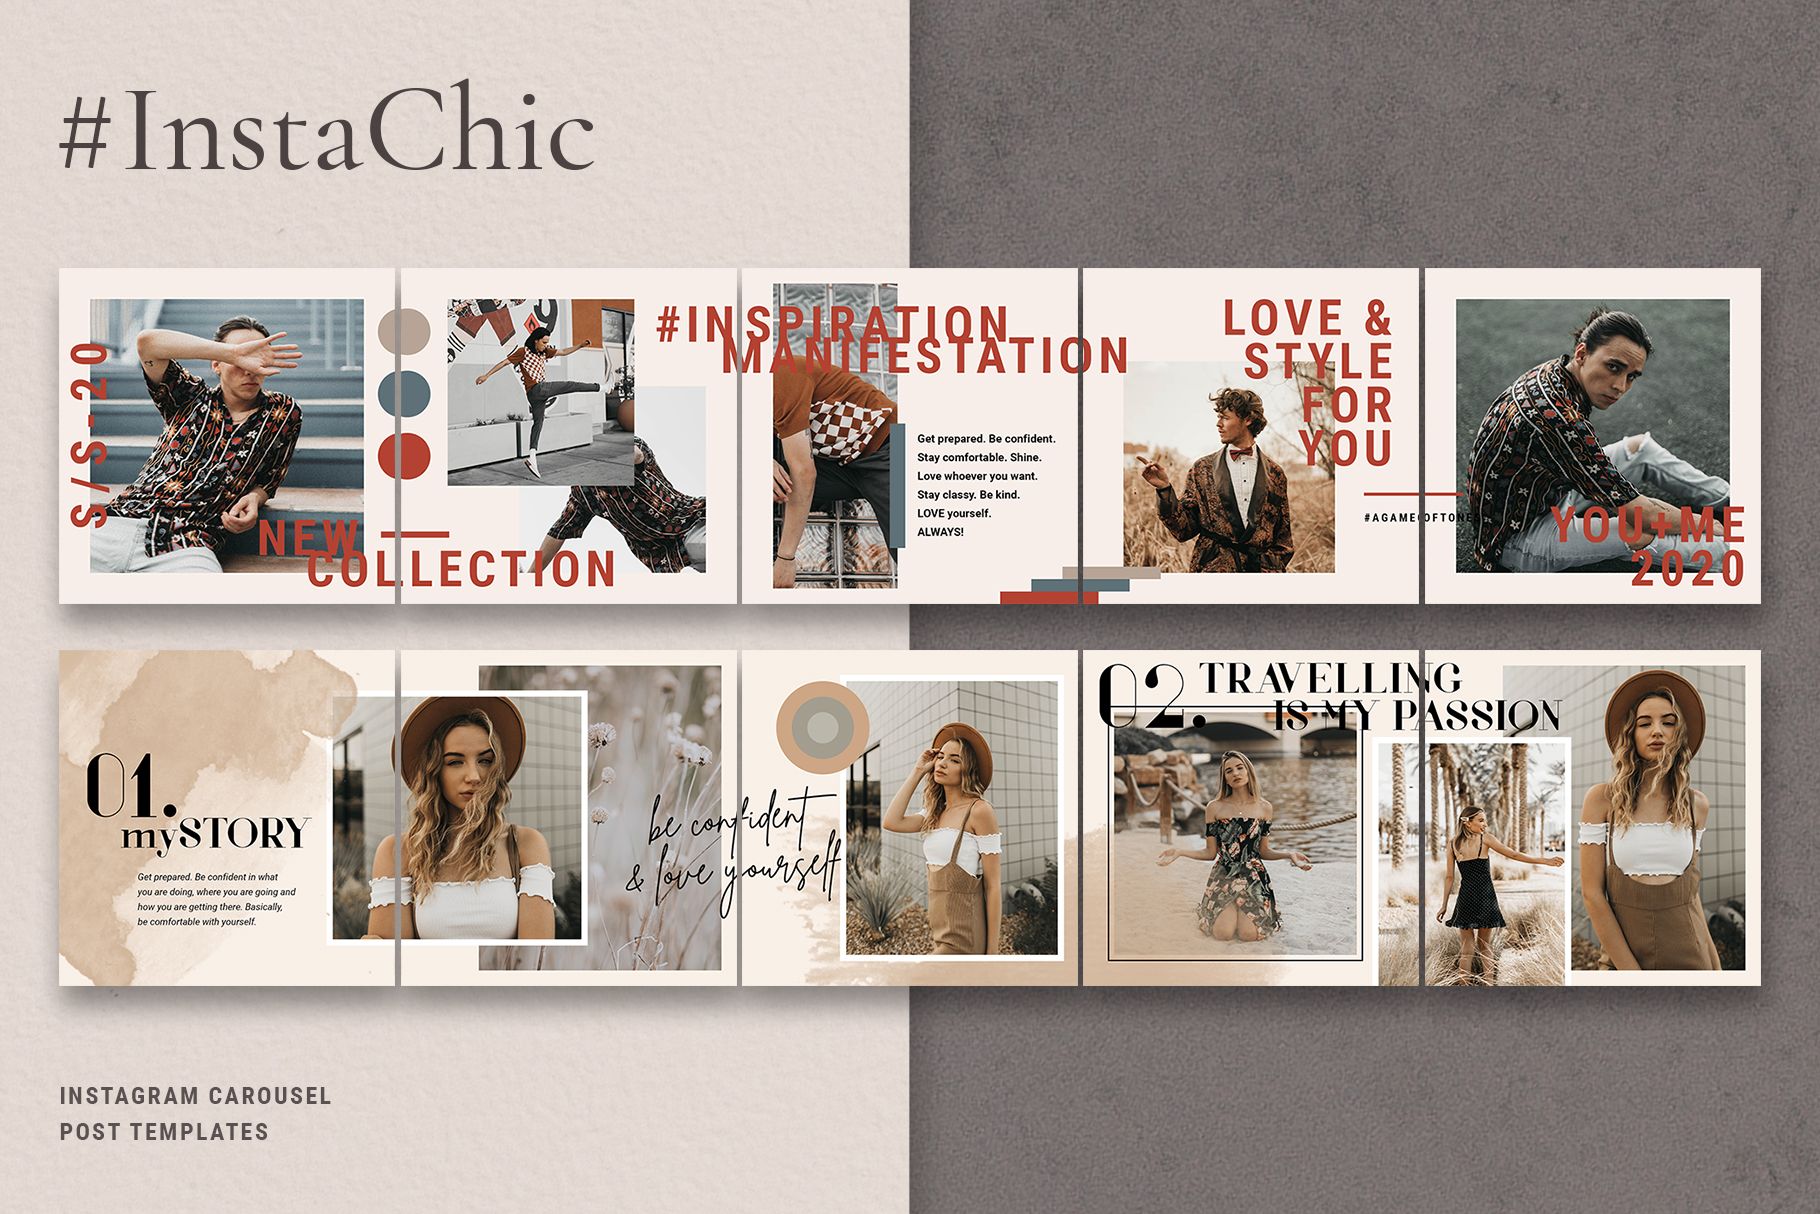 #InstaChic
S/S-20
NEW
COLLECTION
#INSPIRATION
MANIFESTATION
Get prepared. Be confident.
Stay comfortable. Shine.
Love whoever you want.
Stay classy. Be kind.
LOVE yourself.
ALWAYS!
LOVE &
STYLE
FOR
YOU
#AGAMEOFTONES
YOU+ME
2020
01.
mySTORY
Get prepared. Be confident in what
you are doing, where you are going and
how you are getting there. Basically,
be comfortable with yourself.
be confident
& love yourself
02. TRAVELLING
IS MY PASSION
INSTAGRAM CAROUSEL
POST TEMPLATES